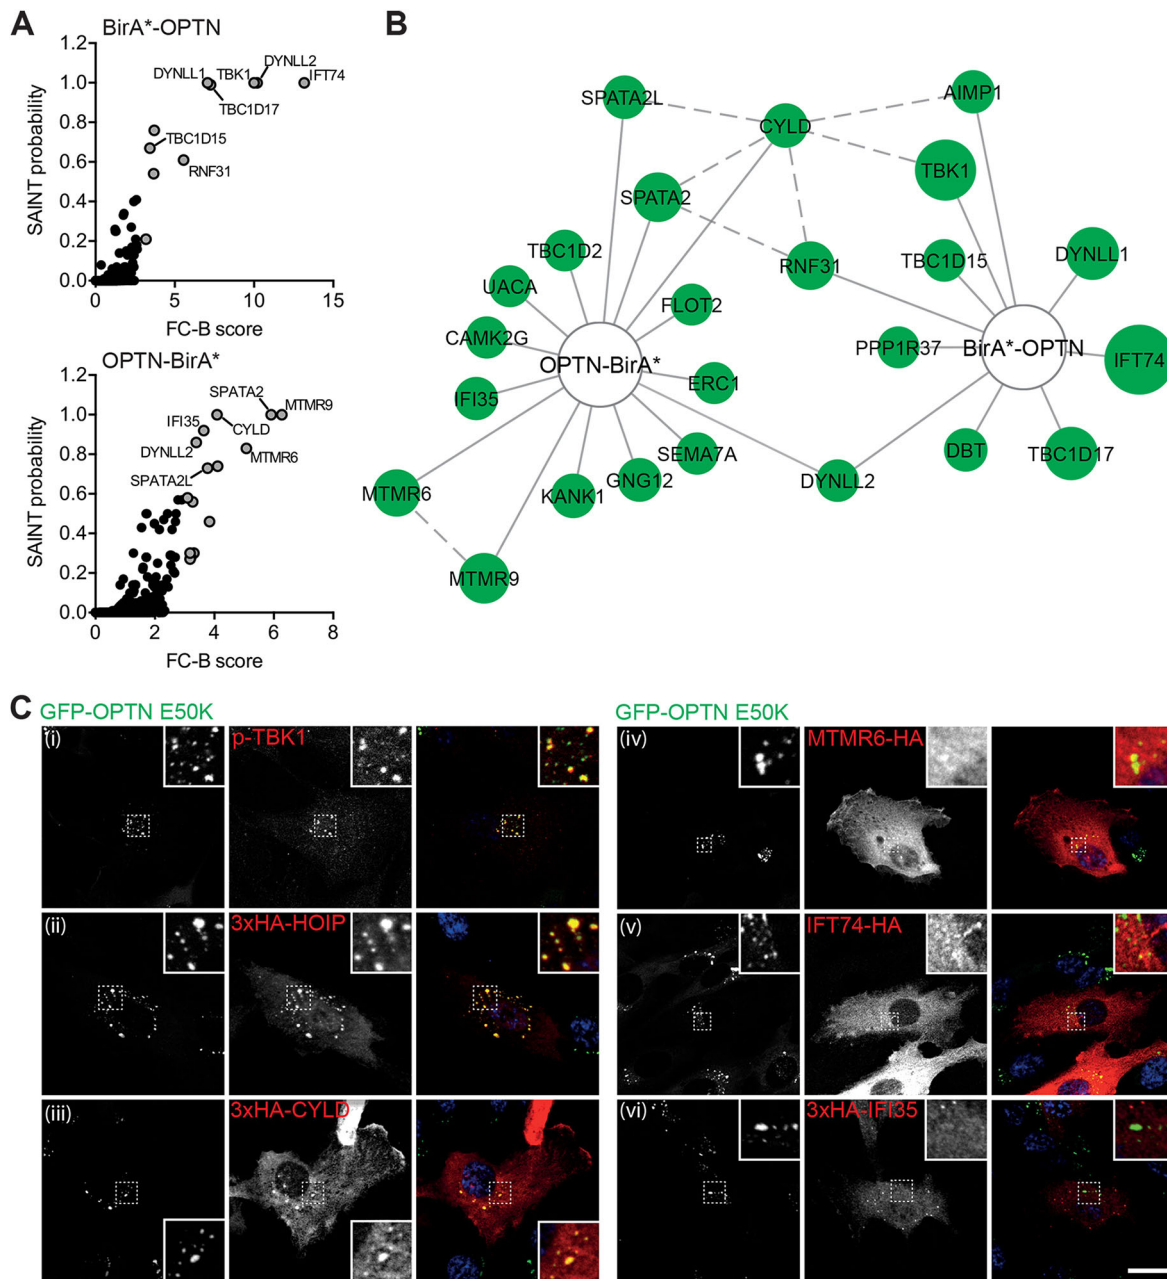 A
BirA*-OPTN
SAINT probability
1.2
1.0
0.8
0.6
0.4
0.2
0.0
DYNLL1
TBK1
DYNLL2
IFT74
TBC1D17
TBC1D15
RNF31
0
5
10
15
FC-B score
OPTN-BirA*
SAINT probability
1.2
1.0
0.8
0.6
0.4
0.2
0.0
SPATA2
MTMR9
IFI35
CYLD
DYNLL2
MTMR6
SPATA2L
0
2
4
6
8
FC-B score
B
SPATA2L
CYLD
AIMP1
TBK1
SPATA2
TBC1D2
RNF31
TBC1D15
DYNLL1
UACA
FLOT2
CAMK2G
OPTN-BirA*
PPP1R37
BirA*-OPTN
IFT74
IFI35
ERC1
SEMA7A
DBT
TBC1D17
MTMR6
KANK1
GNG12
DYNLL2
MTMR9
C
GFP-OPTN E50K
(i)
p-TBK1
(ii)
3xHA-HOIP
(iii)
3xHA-CYLD
GFP-OPTN E50K
(iv)
MTMR6-HA
(v)
IFT74-HA
(vi)
3xHA-IFI35